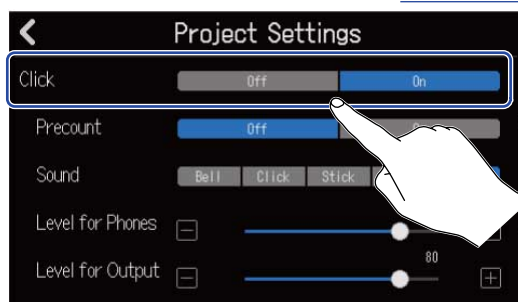 Project Settings
Click Off On
Precount Off
Sound Bell Click Stick
Level for Phones
80
Level for Output